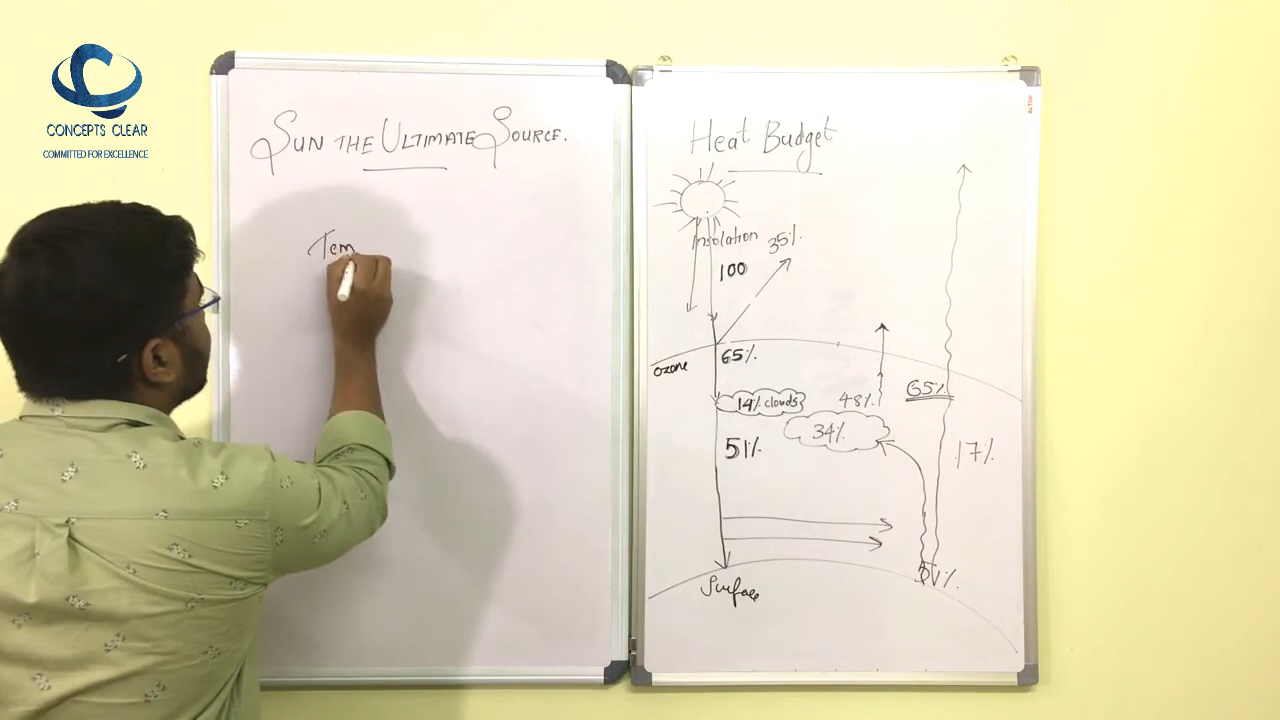 CONCEPTS CLEAR
COMMITTED FOR EXCELLENCE
SUN THE ULTIMATE SOURCE.
Tem
Heat Budget
Insolation
35%
100
ozone
65%
14% clouds
48%
65%
34%
51%
17%
51%
Surface
ALTOP